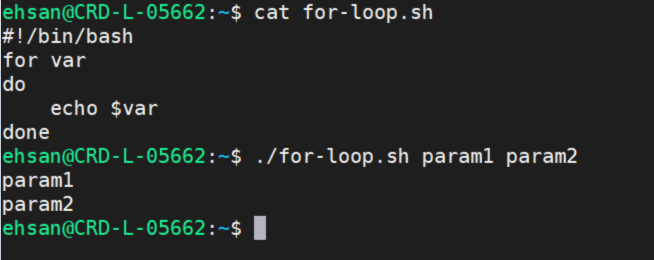 ehsan@CRD-L-05662:~$ cat for-loop.sh
#!/bin/bash
for var
do
    echo $var
done
ehsan@CRD-L-05662:~$ ./for-loop.sh param1 param2
param1
param2
ehsan@CRD-L-05662:~$